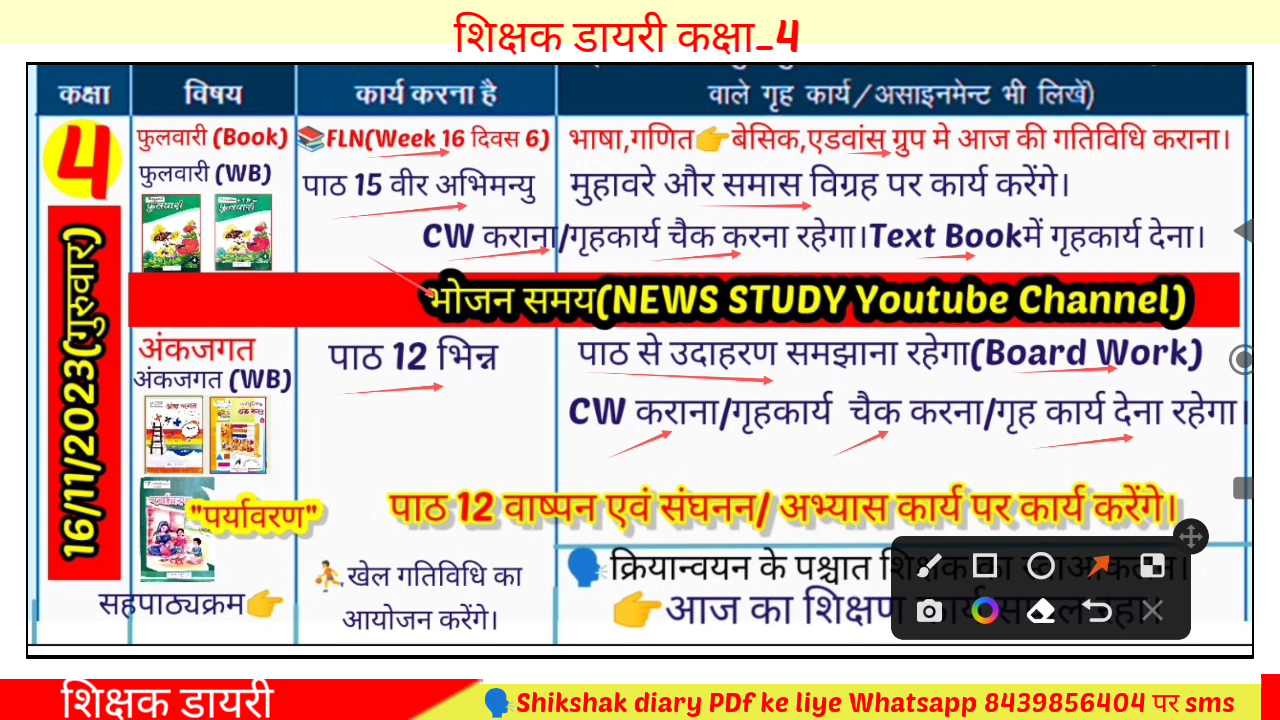 शिक्षक डायरी कक्षा-4
कक्षा
विषय
कार्य करना है
वाले गृह कार्य/असाइनमेन्ट भी लिखें)
4
16/11/2023(गुरुवार)
फुलवारी (Book)
फुलवारी (WB)
📚FLN(Week 16 दिवस 6)
पाठ 15 वीर अभिमन्यु
भाषा,गणित👉बेसिक,एडवांस ग्रुप मे आज की गतिविधि कराना।
मुहावरे और समास विग्रह पर कार्य करेंगे।
CW कराना/गृहकार्य चैक करना रहेगा।Text Bookमें गृहकार्य देना।
भोजन समय(NEWS STUDY Youtube Channel)
अंकजगत
अंकजगत (WB)
पाठ 12 भिन्न
पाठ से उदाहरण समझाना रहेगा(Board Work)
CW कराना/गृहकार्य चैक करना/गृह कार्य देना रहेगा।
"पर्यावरण"
पाठ 12 वाष्पन एवं संघनन/ अभ्यास कार्य पर कार्य करेंगे।
सहपाठ्यक्रम👉
⛹️खेल गतिविधि का
आयोजन करेंगे।
🗣️क्रियान्वयन के पश्चात शिक्षक का स्वआकलन।
👉आज का शिक्षण कार्य सफल रहा।
शिक्षक डायरी
🗣️Shikshak diary PDf ke liye Whatsapp 8439856404 पर sms